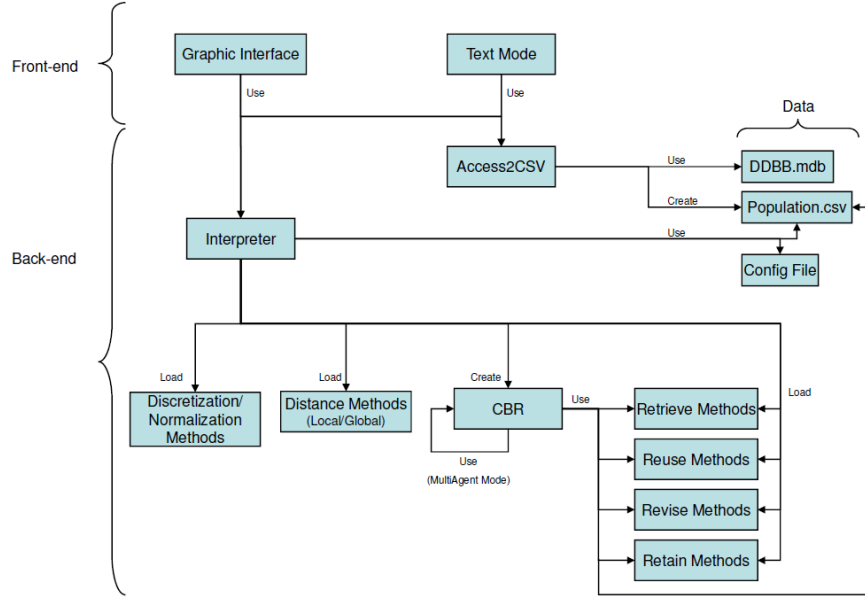 Front-end
Graphic Interface
Text Mode
Use
Use
Data
Access2CSV
Use
DDBB.mdb
Create
Population.csv
Back-end
Interpreter
Use
Config File
Load
Load
Create
Load
Discretization/
Normalization
Methods
Distance Methods
(Local/Global)
CBR
Use
Retrieve Methods
Use
(MultiAgent Mode)
Reuse Methods
Revise Methods
Retain Methods